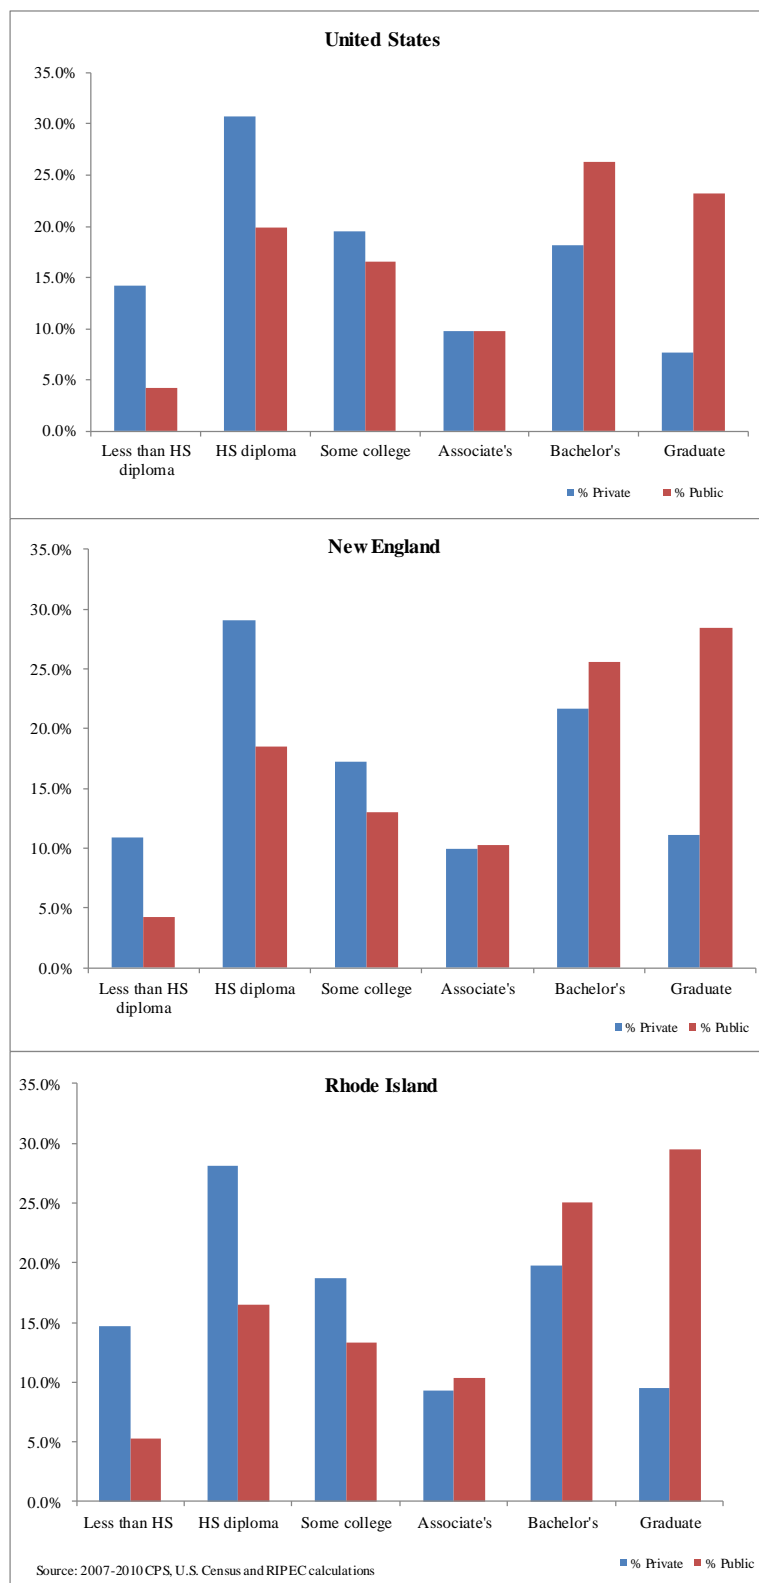 United States
35.0%
30.0%
25.0%
20.0%
15.0%
10.0%
5.0%
0.0%
Less than HS diploma
HS diploma
Some college
Associate's
Bachelor's
Graduate
% Private
% Public
New England
35.0%
30.0%
25.0%
20.0%
15.0%
10.0%
5.0%
0.0%
Less than HS
diploma
HS diploma
Some college
Associate's
Bachelor's
Graduate
% Private
% Public
Rhode Island
35.0%
30.0%
25.0%
20.0%
15.0%
10.0%
5.0%
0.0%
Less than HS
HS diploma
Some college
Associate's
Bachelor's
Graduate
% Private
% Public
Source: 2007-2010 CPS, U.S. Census and RIPEC calculations